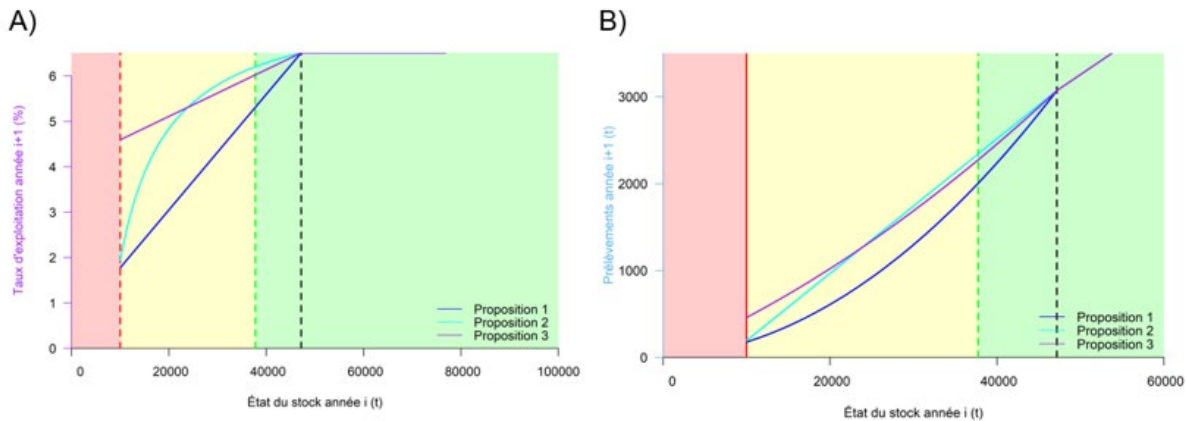 A)
B)
Taux d'exploitation année i+1 (%)
6
5
4
3
2
1
0
Proposition 1
Proposition 2
Proposition 3
0
20000
40000
60000
80000
100000
État du stock année i (t)
Prélèvements année i+1 (t)
3000
2000
1000
0
Proposition 1
Proposition 2
Proposition 3
0
20000
40000
60000
État du stock année i (t)